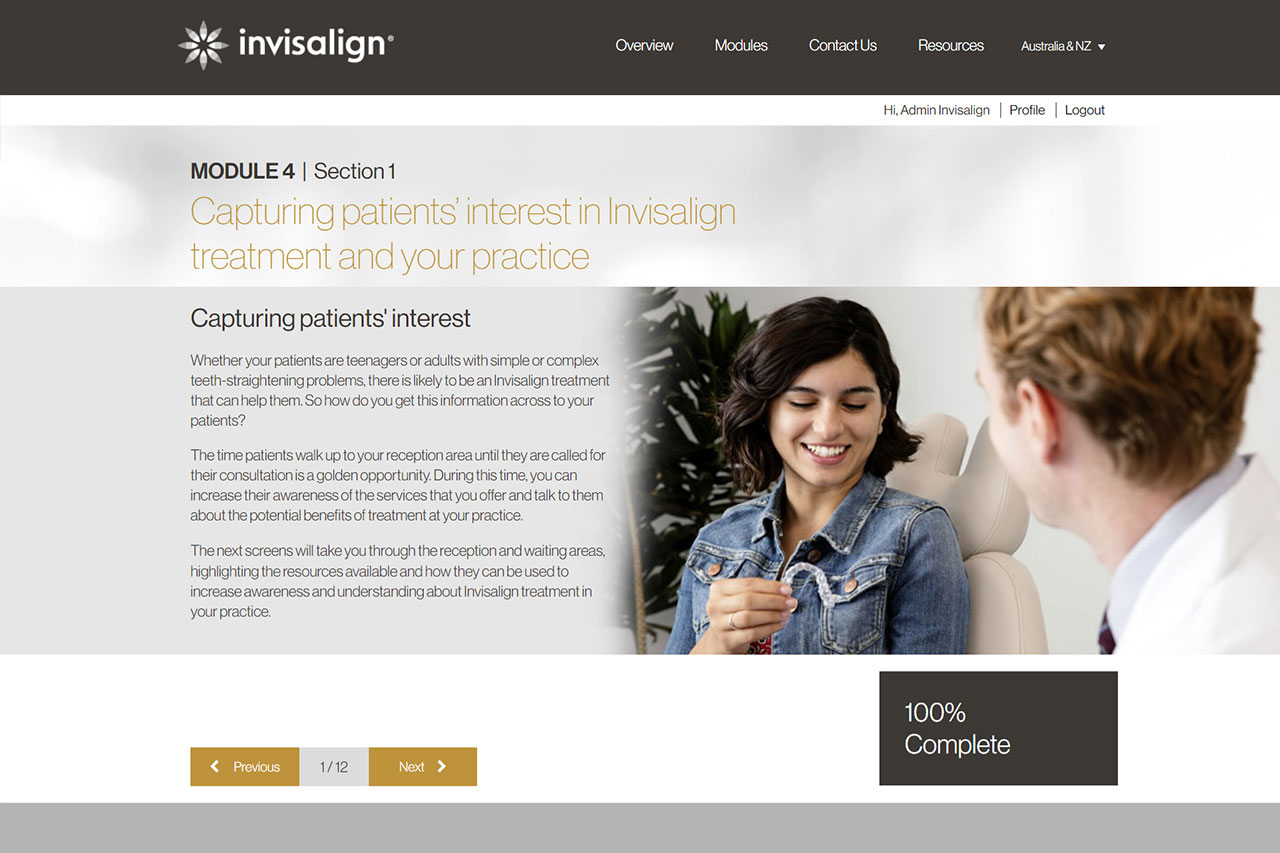 invisalign®
Overview
Modules
Contact Us
Resources
Australia & NZ
Hi, Admin Invisalign | Profile | Logout
MODULE 4 | Section 1
Capturing patients’ interest in Invisalign
treatment and your practice
Capturing patients' interest
Whether your patients are teenagers or adults with simple or complex
teeth-straightening problems, there is likely to be an Invisalign treatment
that can help them. So how do you get this information across to your
patients?
The time patients walk up to your reception area until they are called for
their consultation is a golden opportunity. During this time, you can
increase their awareness of the services that you offer and talk to them
about the potential benefits of treatment at your practice.
The next screens will take you through the reception and waiting areas,
highlighting the resources available and how they can be used to
increase awareness and understanding about Invisalign treatment in
your practice.
100%
Complete
Previous
1 / 12
Next